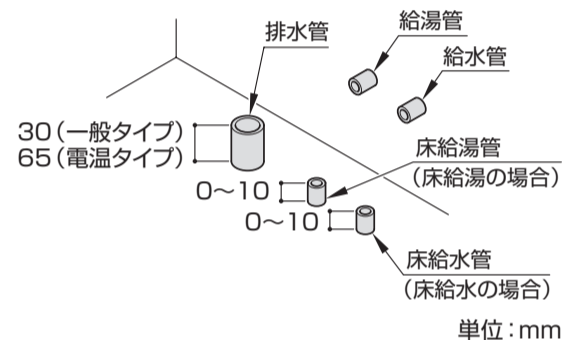 排水管
給湯管
給水管
30（一般タイプ）
65（電温タイプ）
床給湯管
（床給湯の場合）
0～10
0～10
床給水管
（床給水の場合）
単位：mm